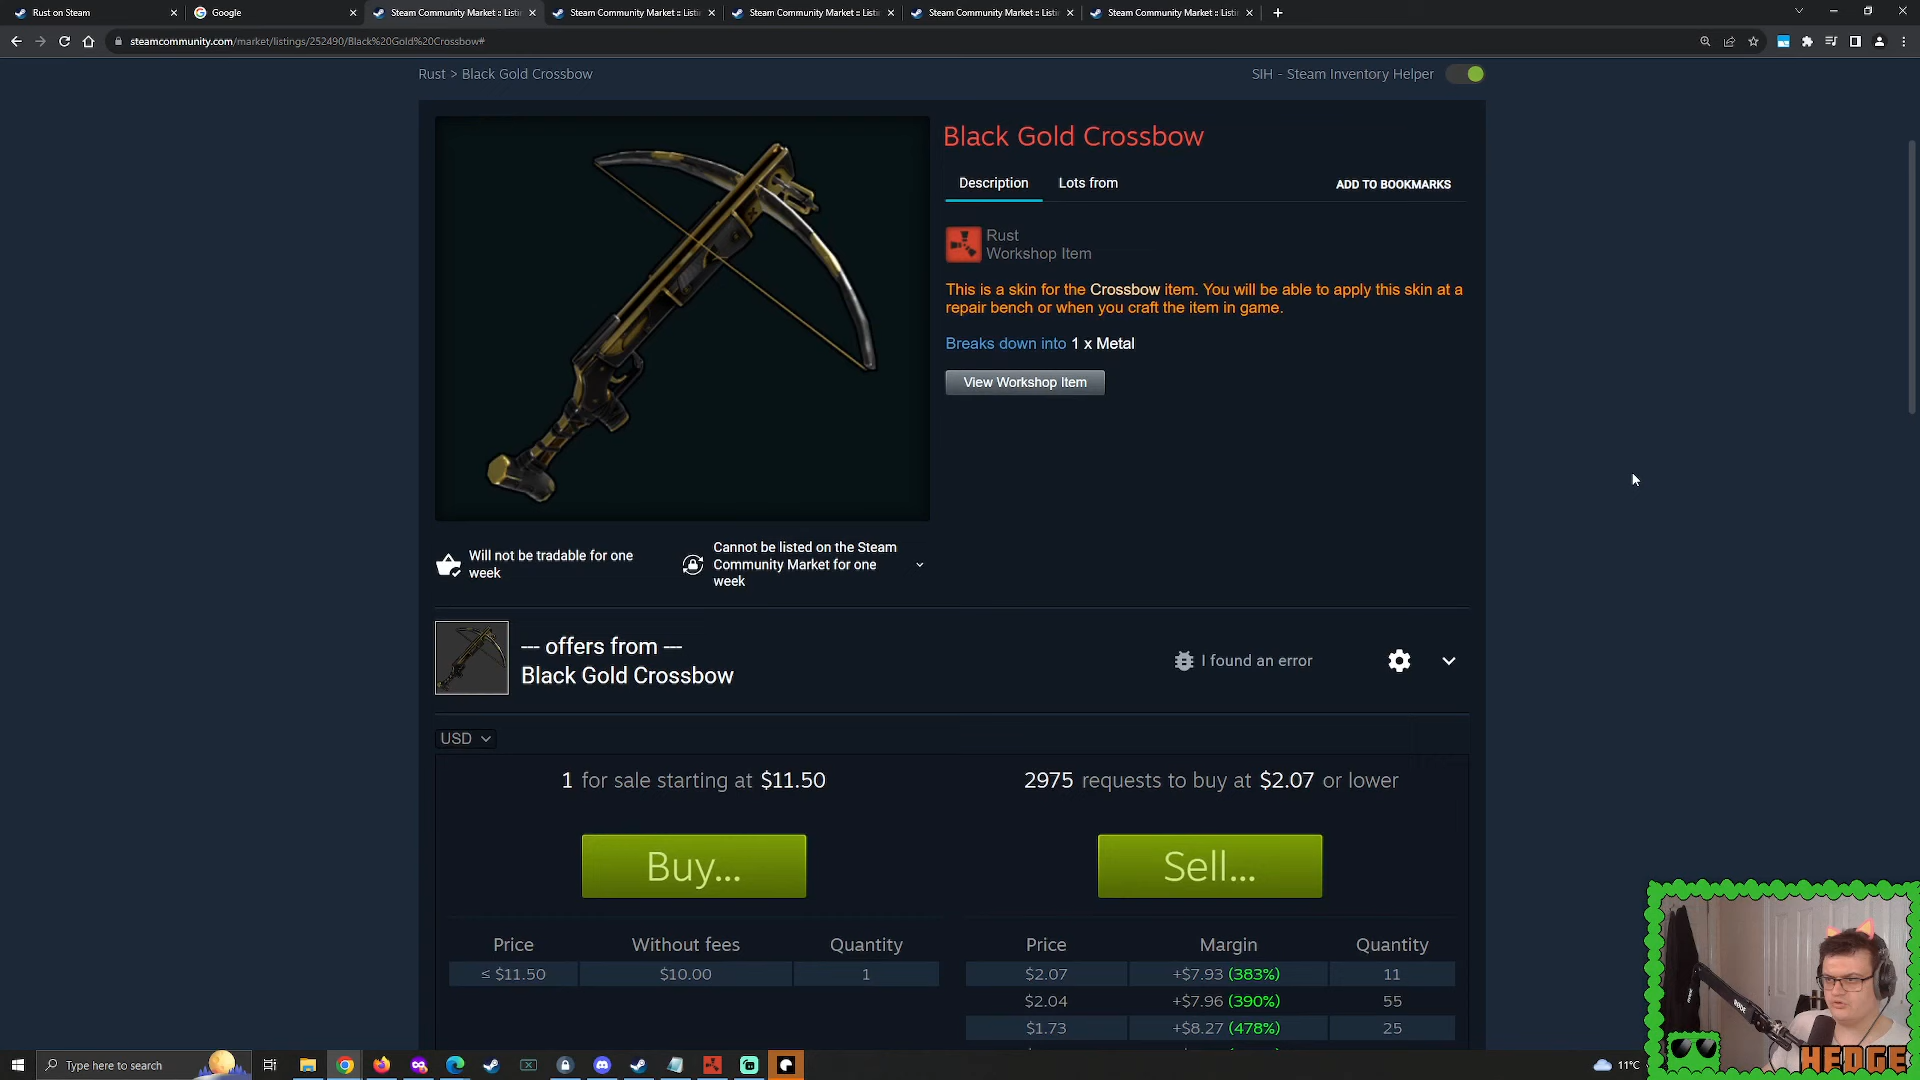 Rust on Steam
Google
Steam Community Market :: Listi
Steam Community Market :: Listi
Steam Community Market :: Listi
Steam Community Market :: Listi
Steam Community Market :: Listi
steamcommunity.com/market/listings/252490/Black%20Gold%20Crossbow#
Rust > Black Gold Crossbow
SIH - Steam Inventory Helper
Black Gold Crossbow
Description
Lots from
ADD TO BOOKMARKS
Rust
Workshop Item
This is a skin for the Crossbow item. You will be able to apply this skin at a
repair bench or when you craft the item in game.
Breaks down into 1 x Metal
View Workshop Item
Will not be tradable for one
week
Cannot be listed on the Steam
Community Market for one
week
--- offers from ---
Black Gold Crossbow
I found an error
USD
1 for sale starting at $11.50
2975 requests to buy at $2.07 or lower
Buy...
Sell...
Price Without fees Quantity
≤ $11.50 $10.00 1
Price Margin Quantity
$2.07 +$7.93 (383%) 11
$2.04 +$7.96 (390%) 55
$1.73 +$8.27 (478%) 25
Type here to search
11°C
HEDGE